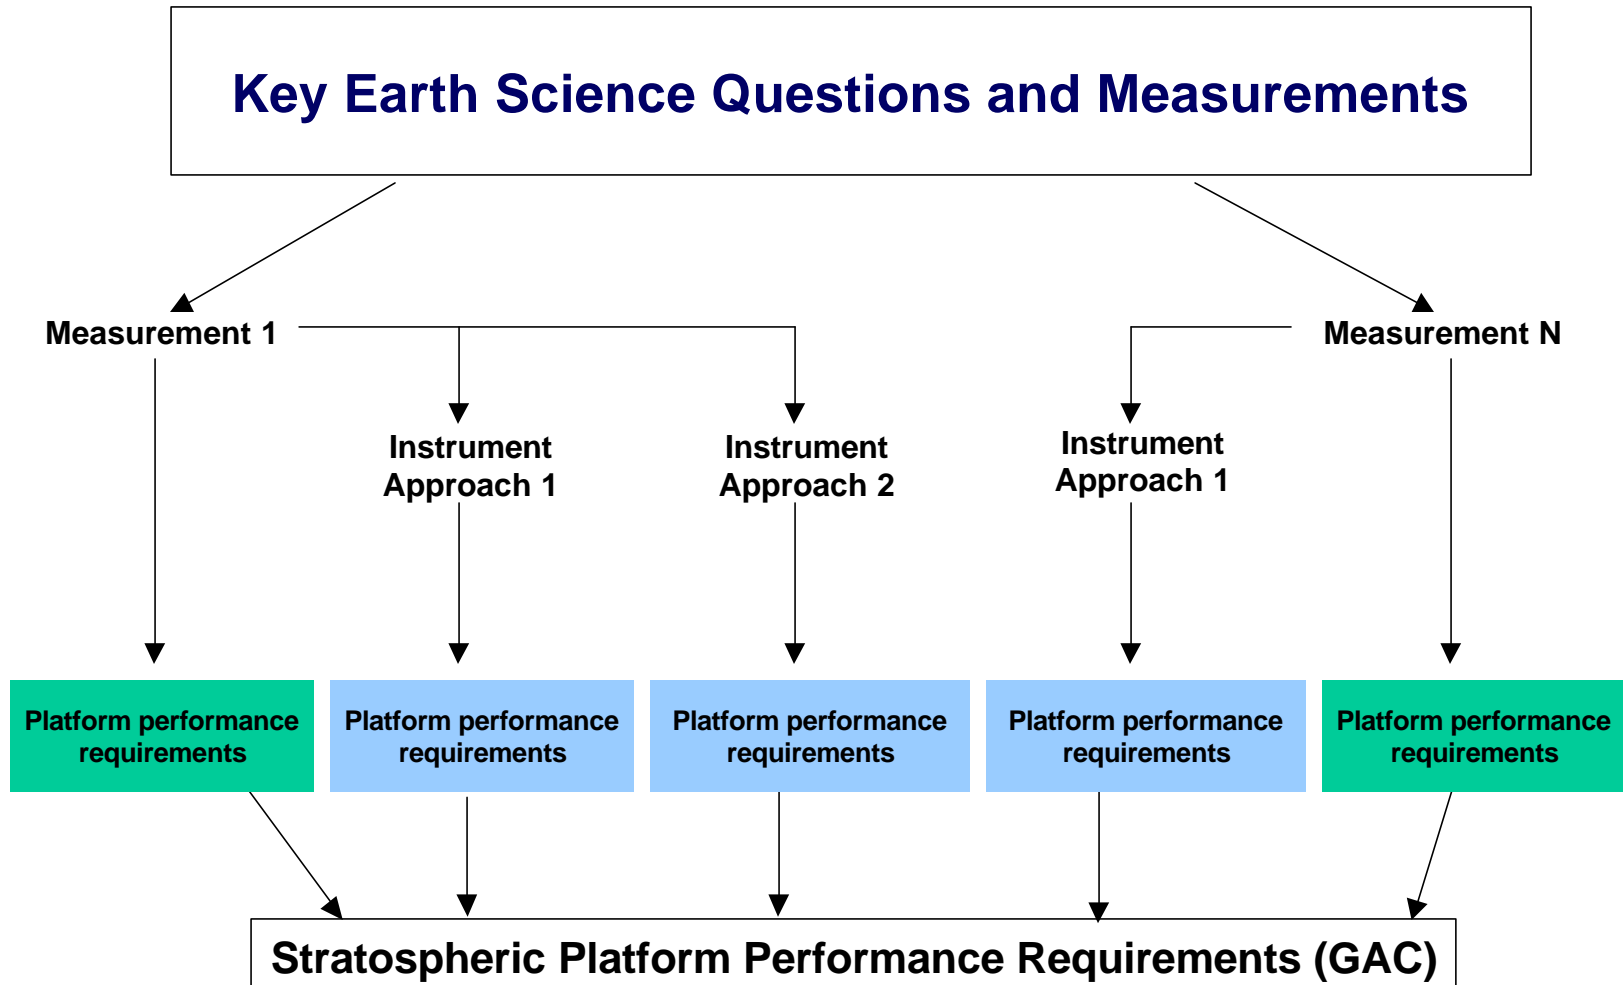 Key Earth Science Questions and Measurements
Measurement 1
Measurement N
Instrument
Approach 1
Instrument
Approach 2
Instrument
Approach 1
Platform performance
requirements
Platform performance
requirements
Platform performance
requirements
Platform performance
requirements
Platform performance
requirements
Stratospheric Platform Performance Requirements (GAC)